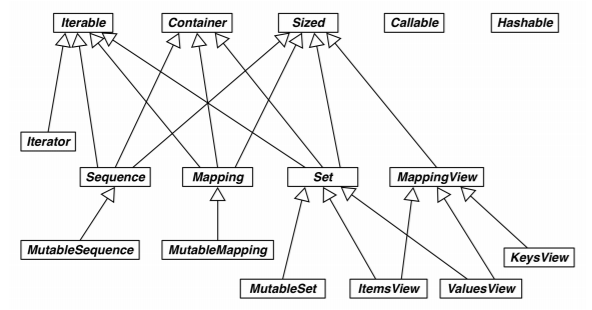 Iterable Container Sized Callable Hashable
Iterator
Sequence Mapping Set MappingView
MutableSequence MutableMapping
KeysView
MutableSet ItemsView ValuesView